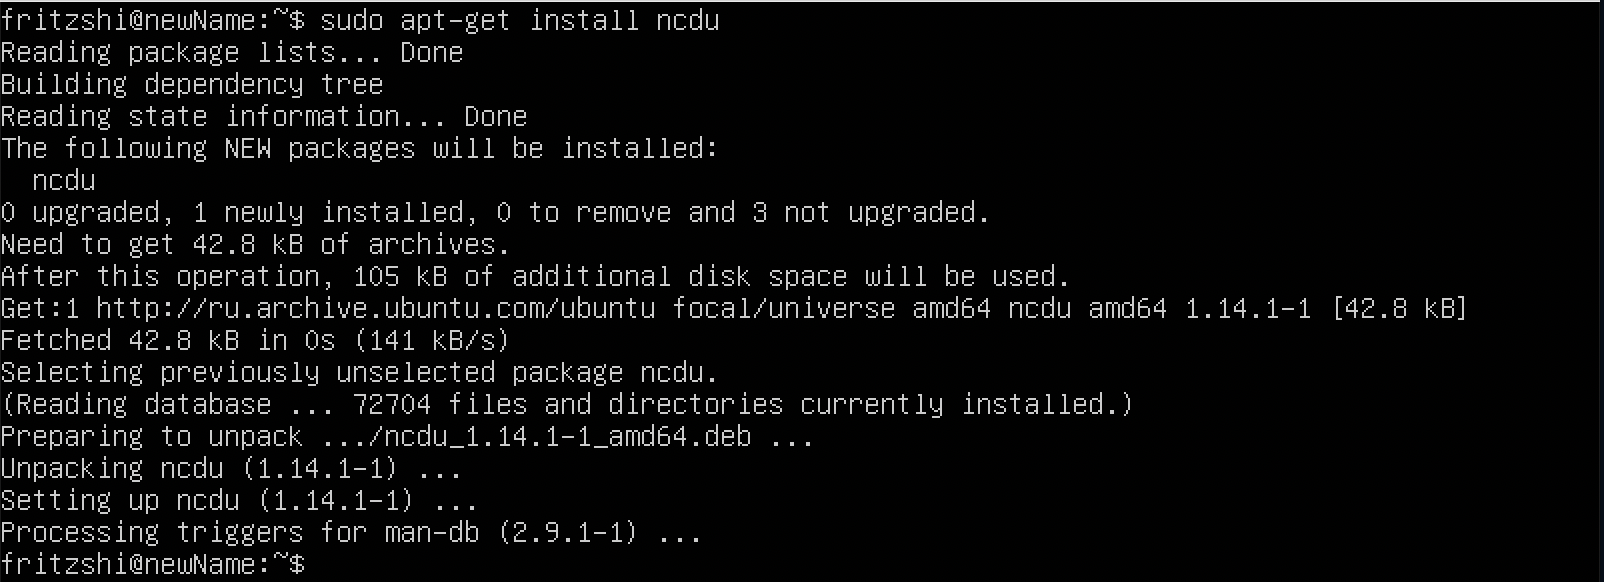 fritzshi@newName:~$ sudo apt-get install ncdu
Reading package lists... Done
Building dependency tree
Reading state information... Done
The following NEW packages will be installed:
  ncdu
0 upgraded, 1 newly installed, 0 to remove and 3 not upgraded.
Need to get 42.8 kB of archives.
After this operation, 105 kB of additional disk space will be used.
Get:1 http://ru.archive.ubuntu.com/ubuntu focal/universe amd64 ncdu amd64 1.14.1-1 [42.8 kB]
Fetched 42.8 kB in 0s (141 kB/s)
Selecting previously unselected package ncdu.
(Reading database ... 72704 files and directories currently installed.)
Preparing to unpack .../ncdu_1.14.1-1_amd64.deb ...
Unpacking ncdu (1.14.1-1) ...
Setting up ncdu (1.14.1-1) ...
Processing triggers for man-db (2.9.1-1) ...
fritzshi@newName:~$